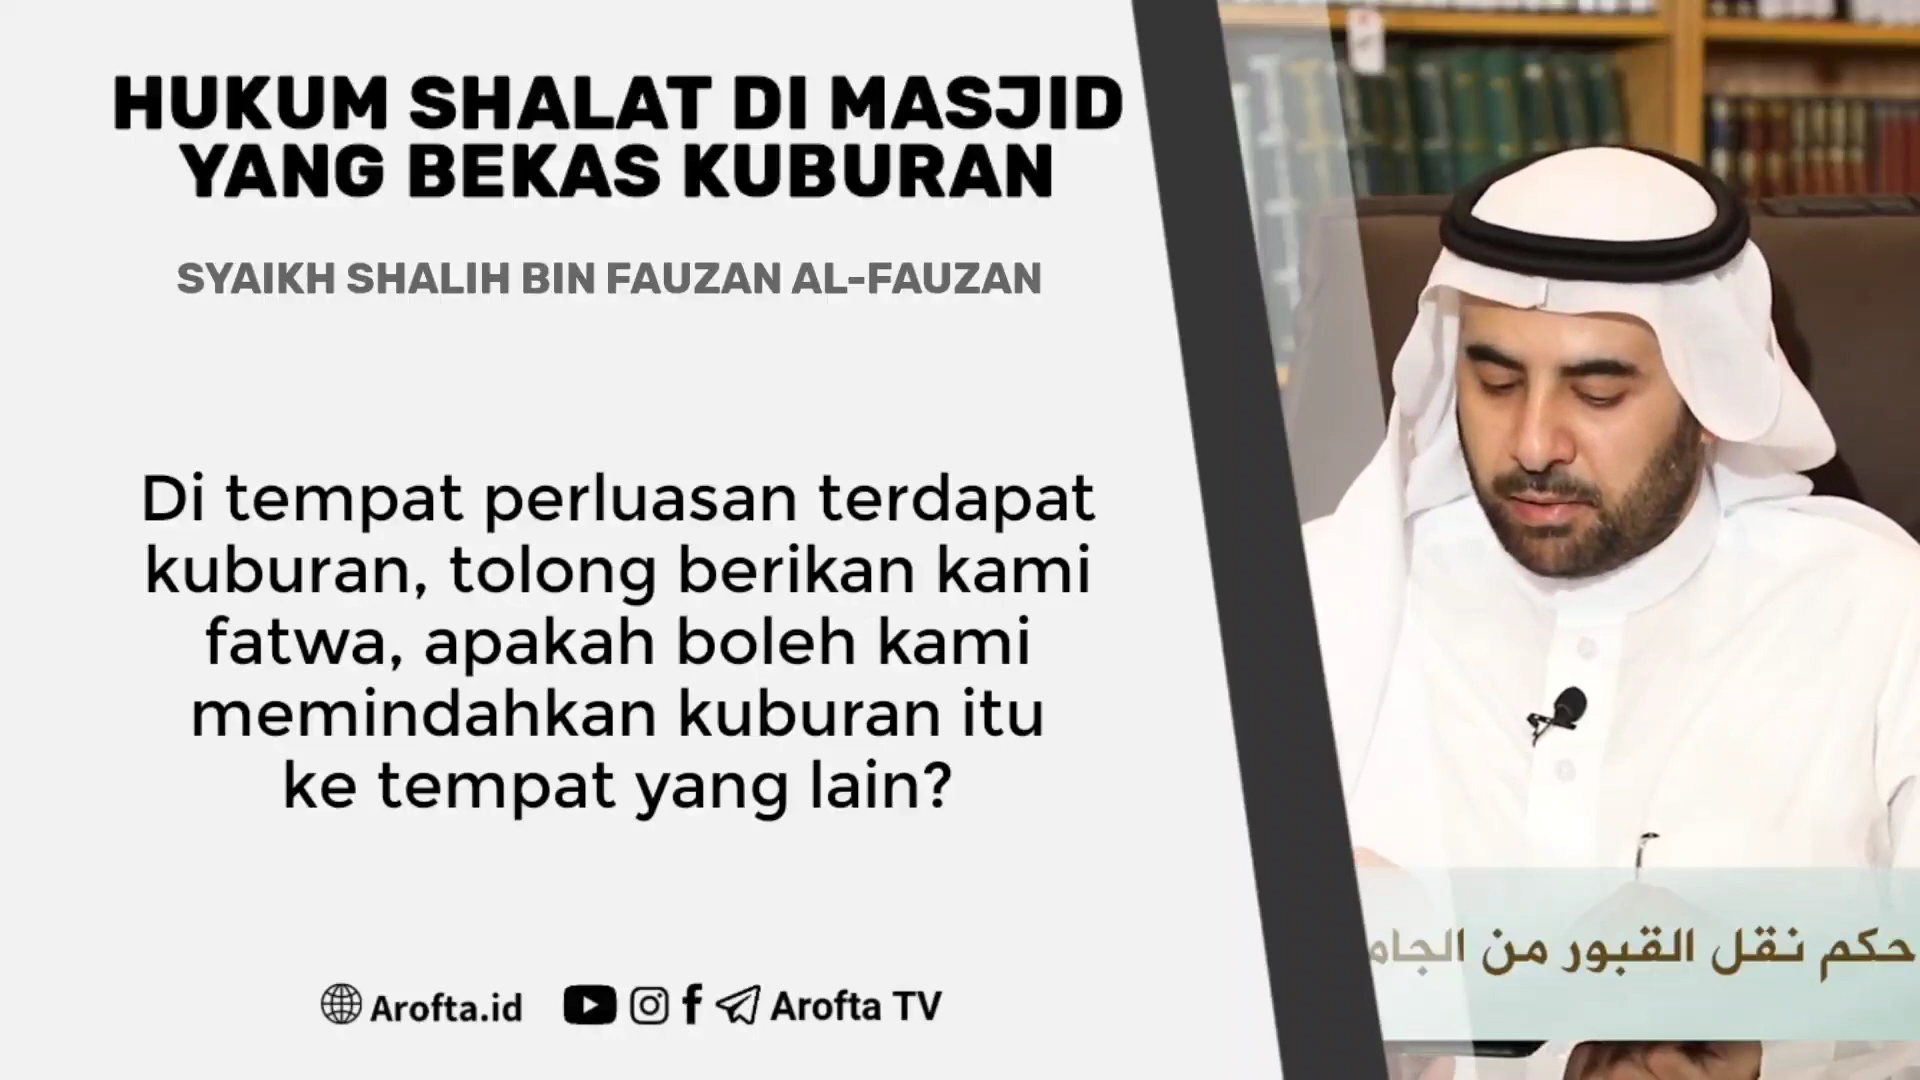 HUKUM SHALAT DI MASJID
YANG BEKAS KUBURAN
SYAIKH SHALIH BIN FAUZAN AL-FAUZAN
Di tempat perluasan terdapat
kuburan, tolong berikan kami
fatwa, apakah boleh kami
memindahkan kuburan itu
ke tempat yang lain?
حكم نقل القبور من
Arofta.id
Arofta TV